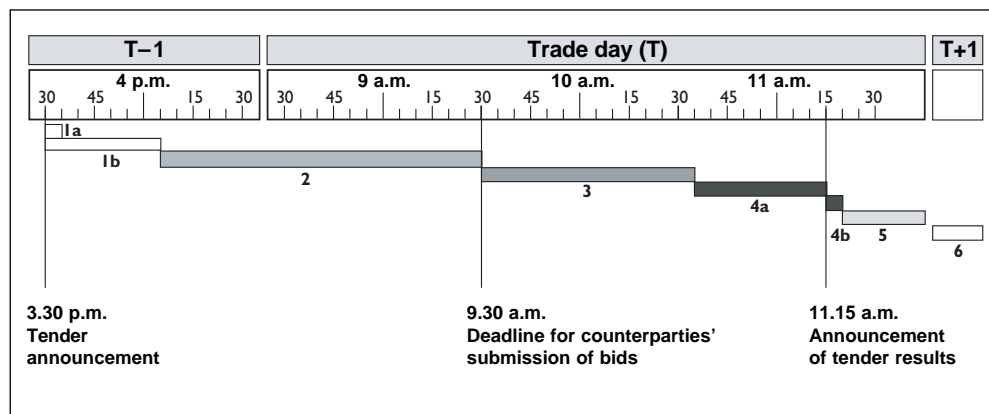 T–1 Trade day (T) T+1
4 p.m. 9 a.m. 10 a.m. 11 a.m.
30 45 15 30 30 45 15 30 45 15 30 45 15 30
1a
1b
2
3
4a
4b 5
6
3.30 p.m. 9.30 a.m. 11.15 a.m.
Tender Deadline for counterparties’ Announcement
announcement submission of bids of tender results